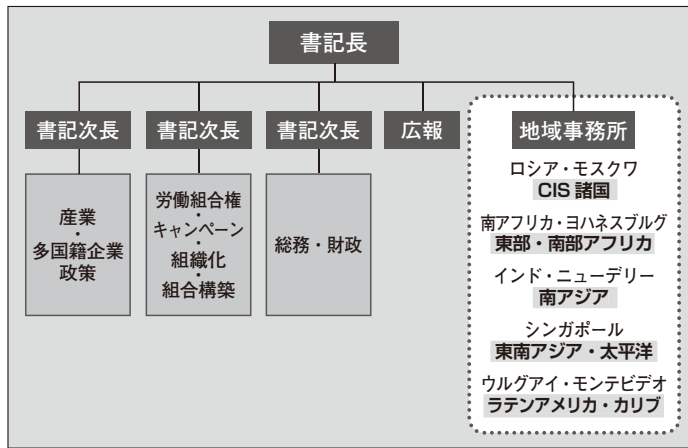 書記長
書記次長
書記次長
書記次長
広報
地域事務所
産業
・
多国籍企業
政策
労働組合権
・
キャンペーン
・
組織化
・
組合構築
総務・財政
ロシア・モスクワ
CIS 諸国
南アフリカ・ヨハネスブルグ
東部・南部アフリカ
インド・ニューデリー
南アジア
シンガポール
東南アジア・太平洋
ウルグアイ・モンテビデオ
ラテンアメリカ・カリブ